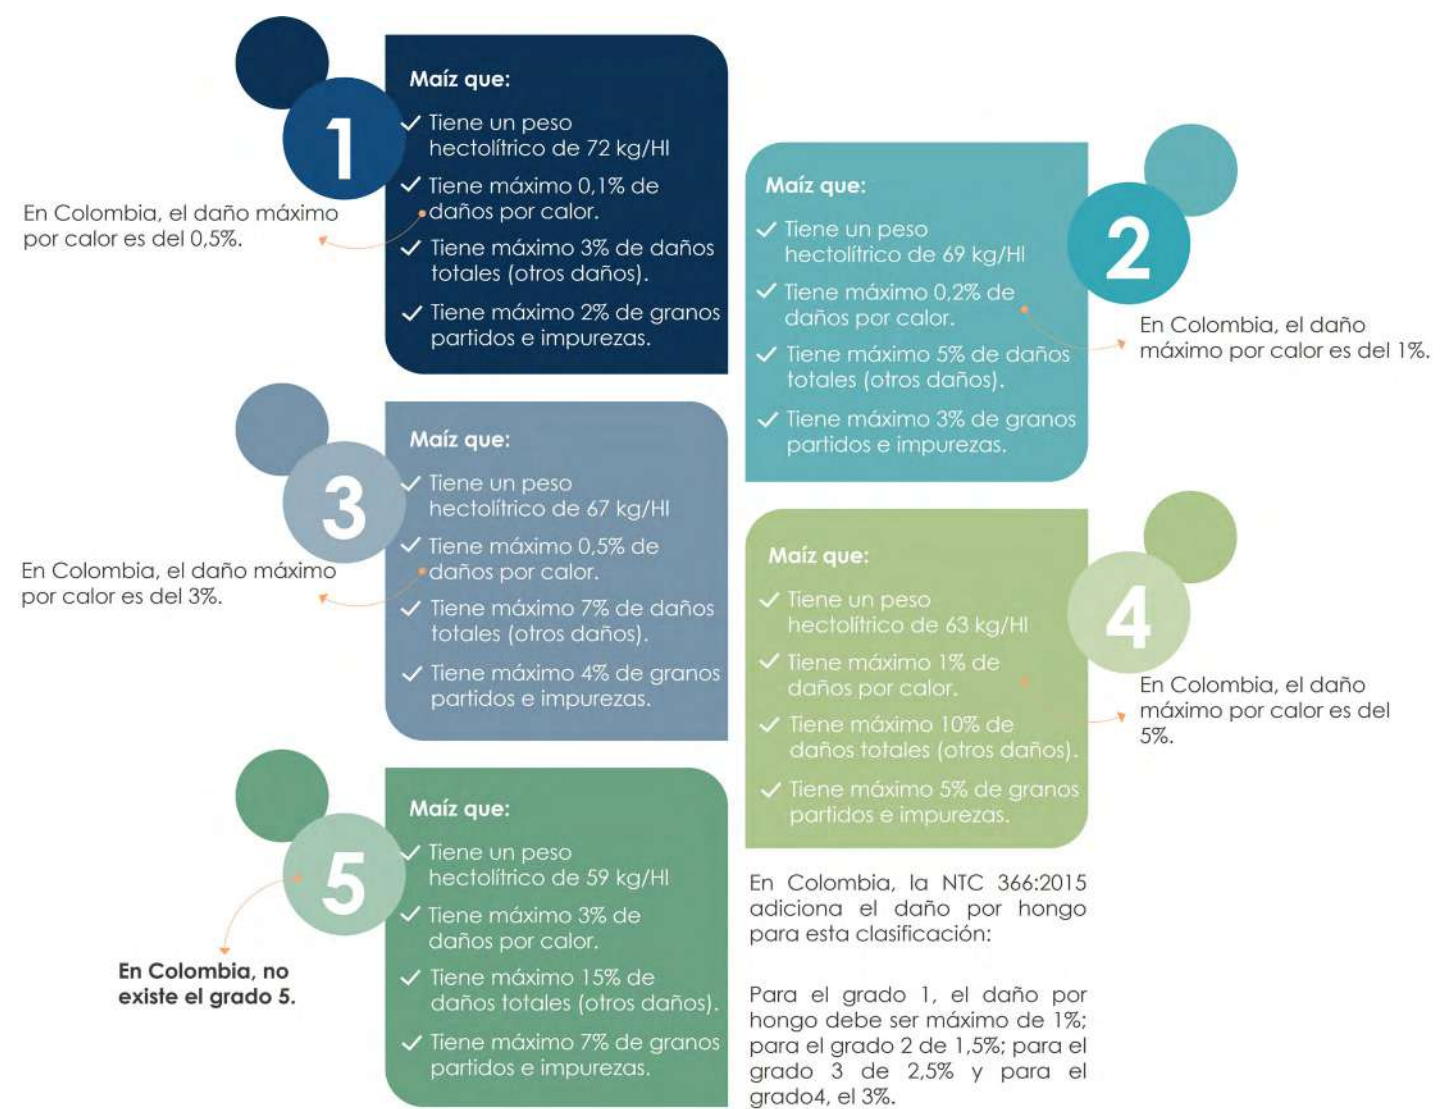 1
Maíz que:
Tiene un peso
hectolítrico de 72 kg/Hl
Tiene máximo 0,1% de
daños por calor.
Tiene máximo 3% de daños
totales (otros daños).
Tiene máximo 2% de granos
partidos e impurezas.
En Colombia, el daño máximo
por calor es del 0,5%.
2
Maíz que:
Tiene un peso
hectolítrico de 69 kg/Hl
Tiene máximo 0,2% de
daños por calor.
Tiene máximo 5% de daños
totales (otros daños).
Tiene máximo 3% de granos
partidos e impurezas.
En Colombia, el daño
máximo por calor es del 1%.
3
Maíz que:
Tiene un peso
hectolítrico de 67 kg/Hl
Tiene máximo 0,5% de
daños por calor.
Tiene máximo 7% de daños
totales (otros daños).
Tiene máximo 4% de granos
partidos e impurezas.
En Colombia, el daño máximo
por calor es del 3%.
4
Maíz que:
Tiene un peso
hectolítrico de 63 kg/Hl
Tiene máximo 1% de
daños por calor.
Tiene máximo 10% de
daños totales (otros daños).
Tiene máximo 5% de granos
partidos e impurezas.
En Colombia, el daño
máximo por calor es del
5%.
5
Maíz que:
Tiene un peso
hectolítrico de 59 kg/Hl
Tiene máximo 3% de
daños por calor.
Tiene máximo 15% de
daños totales (otros daños).
Tiene máximo 7% de granos
partidos e impurezas.
En Colombia, no
existe el grado 5.
En Colombia, la NTC 366:2015
adiciona el daño por hongo
para esta clasificación:
Para el grado 1, el daño por
hongo debe ser máximo de 1%;
para el grado 2 de 1,5%; para el
grado 3 de 2,5% y para el
grado4, el 3%.